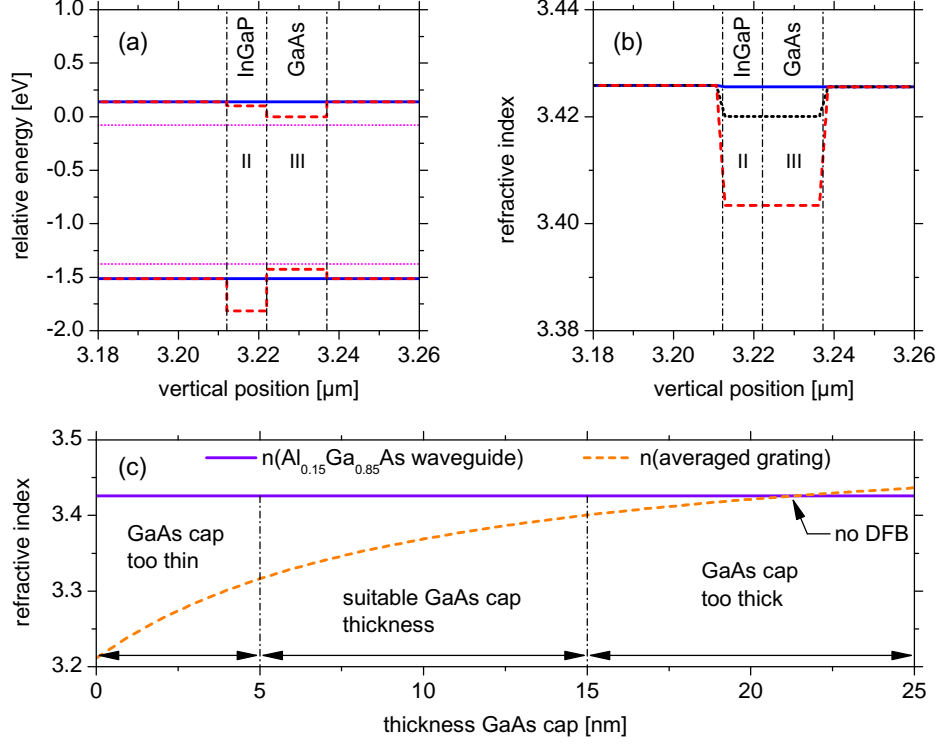 (a)
InGaP
GaAs
II
III
1.0
0.5
0.0
-0.5
-1.0
-1.5
-2.0
relative energy [eV]
3.18 3.20 3.22 3.24 3.26
vertical position [µm]
(b)
InGaP
GaAs
II
III
3.44
3.42
3.40
3.38
refractive index
3.18 3.20 3.22 3.24 3.26
vertical position [µm]
(c)
n(Al0.15Ga0.85As waveguide)
n(averaged grating)
GaAs cap
too thin
suitable GaAs cap
thickness
GaAs cap
too thick
no DFB
3.5
3.4
3.3
3.2
refractive index
0 5 10 15 20 25
thickness GaAs cap [nm]